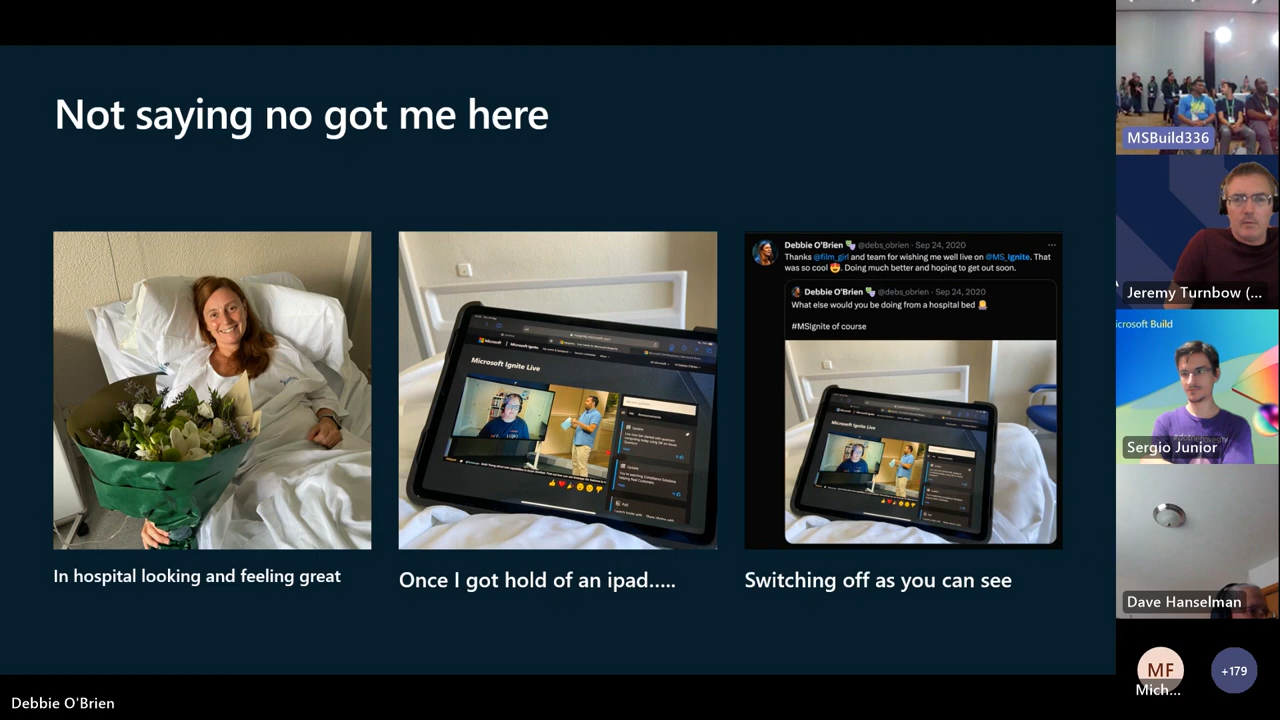 Not saying no got me here
Debbie O'Brien @debs_obrien · Sep 24, 2020
Thanks @film_girl and team for wishing me well live on @MS_Ignite. That
was so cool 😍. Doing much better and hoping to get out soon.
Debbie O'Brien @debs_obrien · Sep 24, 2020
What else would you be doing from a hospital bed
#MSIgnite of course
Microsoft Ignite Live
Microsoft Ignite Live
In hospital looking and feeling great
Once I got hold of an ipad.....
Switching off as you can see
MSBuild336
Jeremy Turnbow (...
icrosoft Build
Sergio Junior
Dave Hanselman
MF
Mich...
+179
Debbie O'Brien